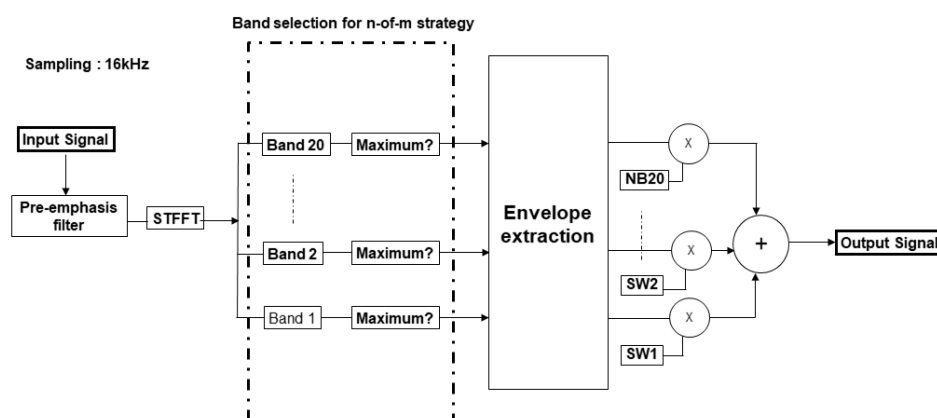 Band selection for n-of-m strategy
Sampling : 16kHz
Input Signal
Pre-emphasis
filter
STFFT
Band 20
Maximum?
Band 2
Maximum?
Band 1
Maximum?
Envelope
extraction
X
NB20
X
SW2
X
SW1
+
Output Signal